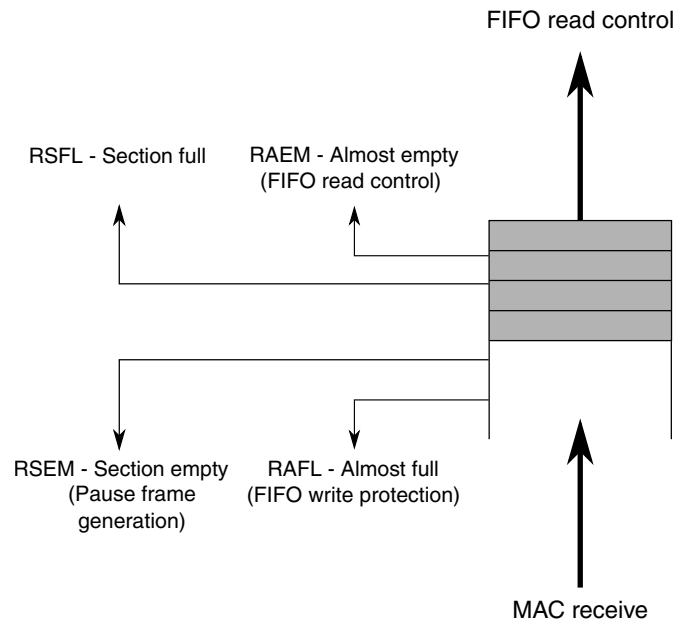 FIFO read control
RSFL - Section full
RAEM - Almost empty
(FIFO read control)
RSEM - Section empty
(Pause frame
generation)
RAFL - Almost full
(FIFO write protection)
MAC receive